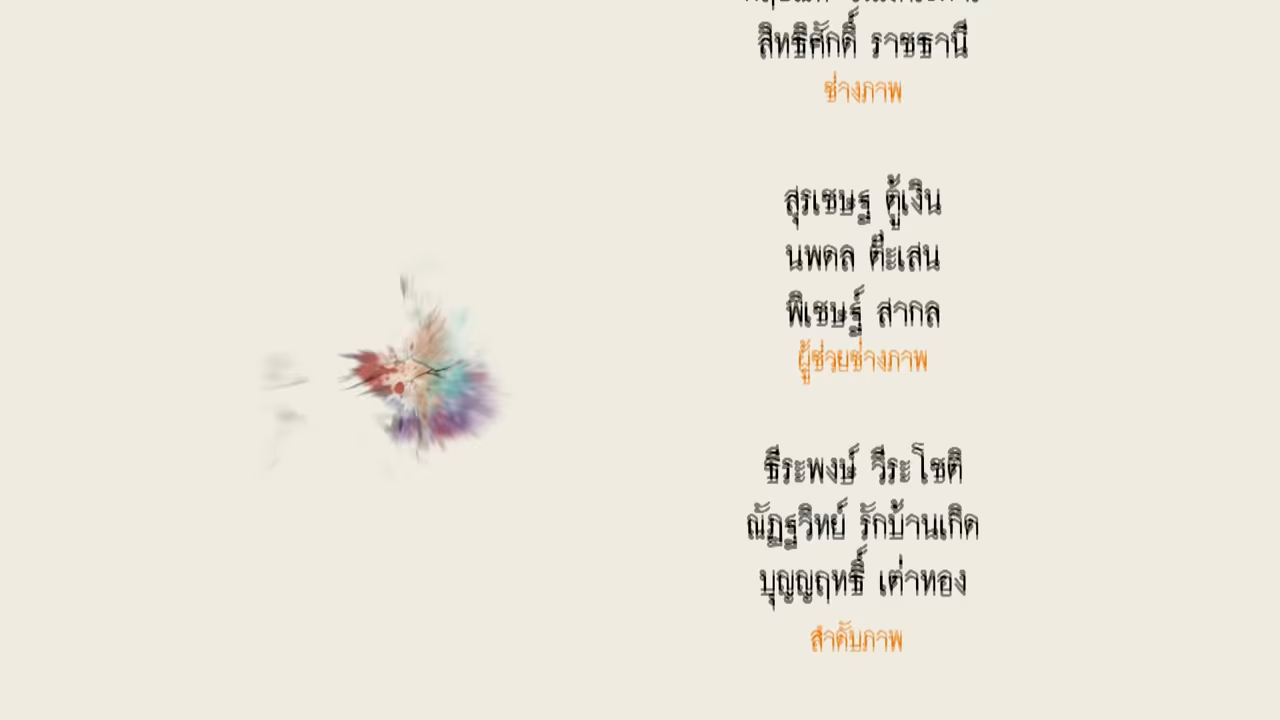 สิทธิศักดิ์ ราชธานี
ช่างภาพ
สุรเชษฐ ตู้เงิน
นพดล ต๊ะเสน
พิเชษฐ์ สากล
ผู้ช่วยช่างภาพ
ธีระพงษ์ วีระโชติ
ณัฏฐวิทย์ รักบ้านเกิด
บุญญฤทธิ์ เต่าทอง
ลำดับภาพ